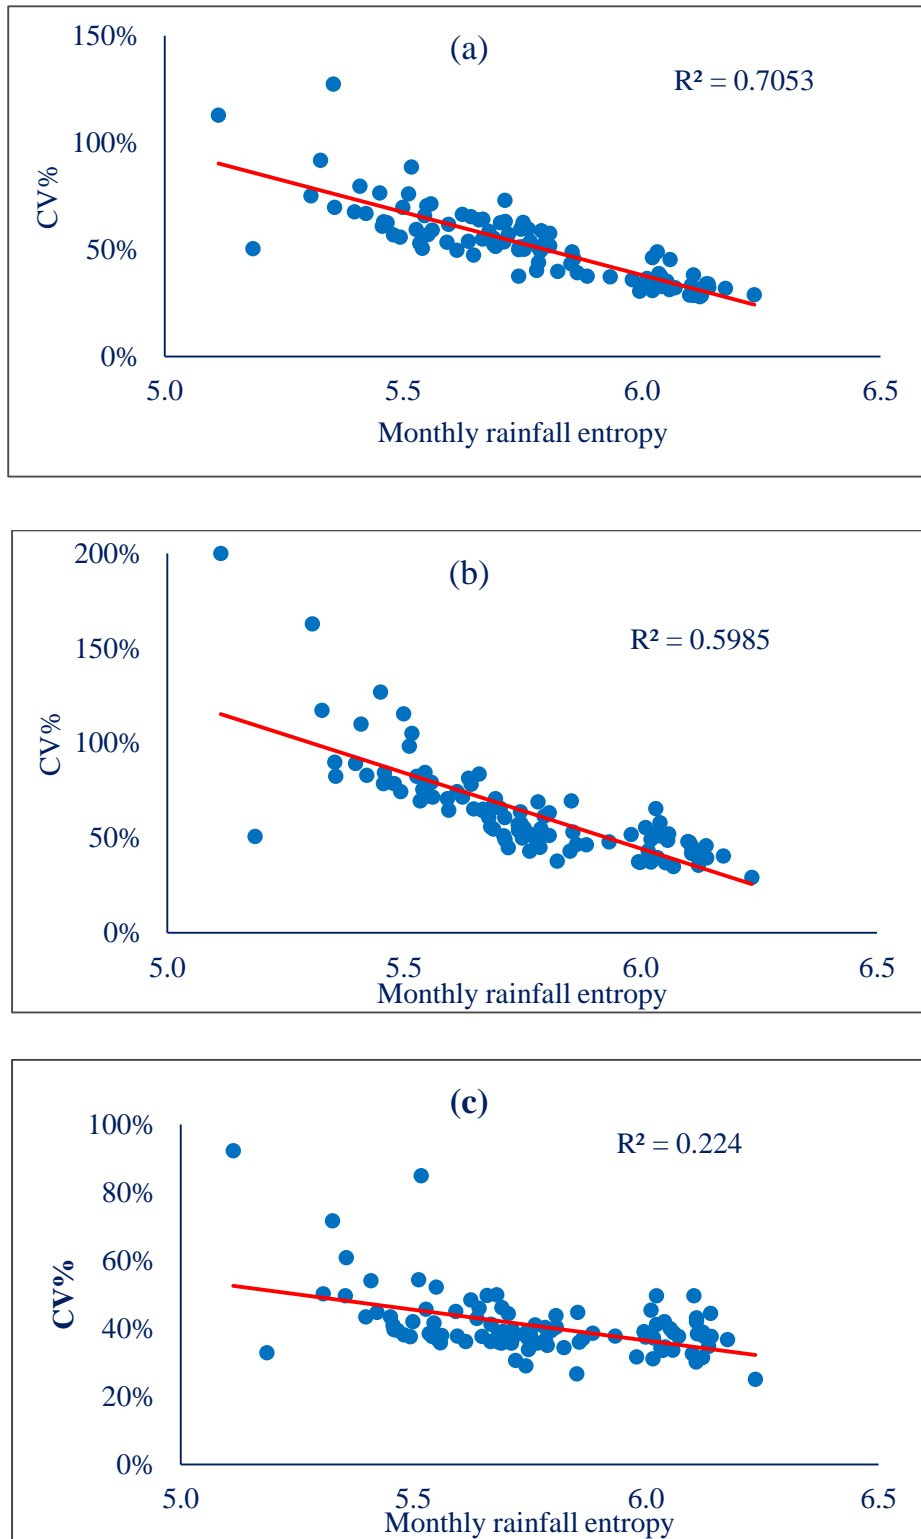 (a)
R² = 0.7053
150%
100%
50%
0%
CV%
5.0 5.5 6.0 6.5
Monthly rainfall entropy
(b)
R² = 0.5985
200%
150%
100%
50%
0%
CV%
5.0 5.5 6.0 6.5
Monthly rainfall entropy
(c)
R² = 0.224
100%
80%
60%
40%
20%
0%
CV%
5.0 5.5 6.0 6.5
Monthly rainfall entropy